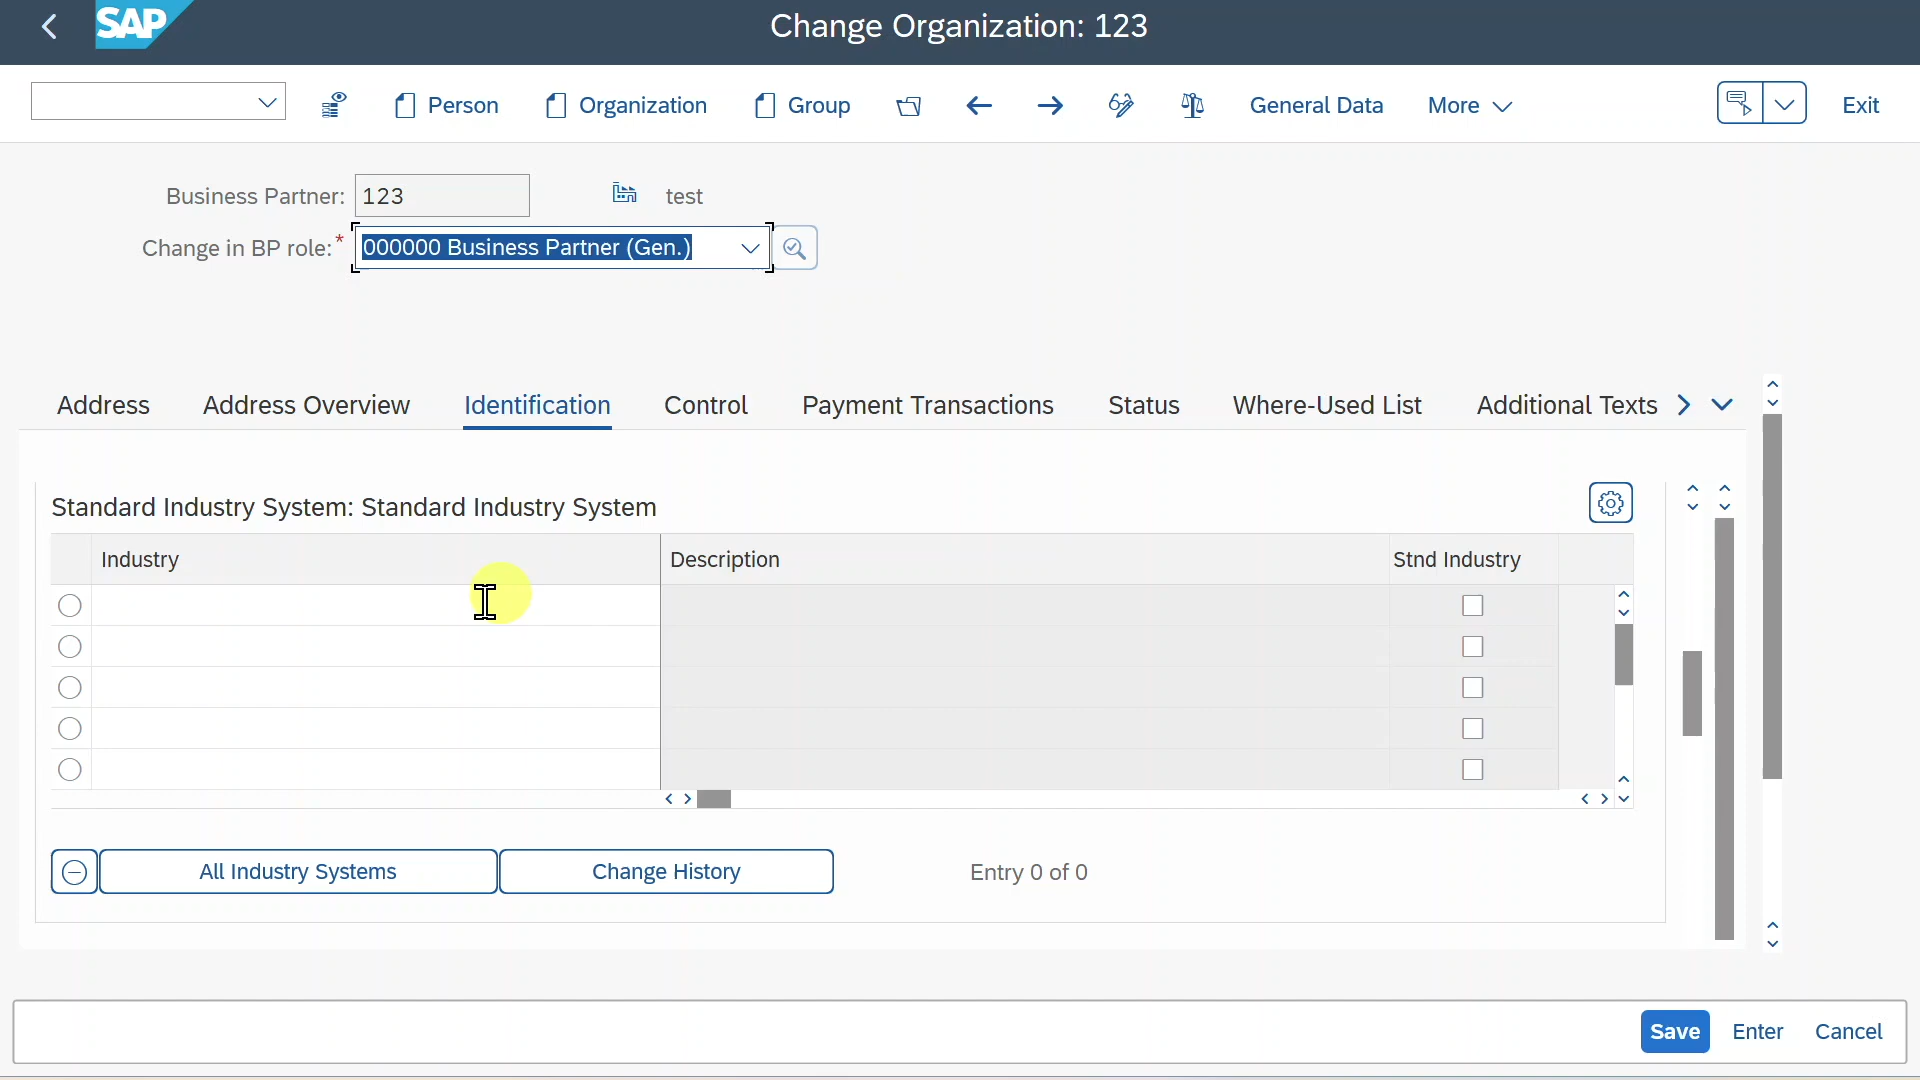 SAP
Change Organization: 123
Person
Organization
Group
General Data
More
Exit
Business Partner: 123 test
Change in BP role:* 000000 Business Partner (Gen.)
Address
Address Overview
Identification
Control
Payment Transactions
Status
Where-Used List
Additional Texts
Standard Industry System: Standard Industry System
Industry
Description
Stnd Industry
All Industry Systems
Change History
Entry 0 of 0
Save
Enter
Cancel